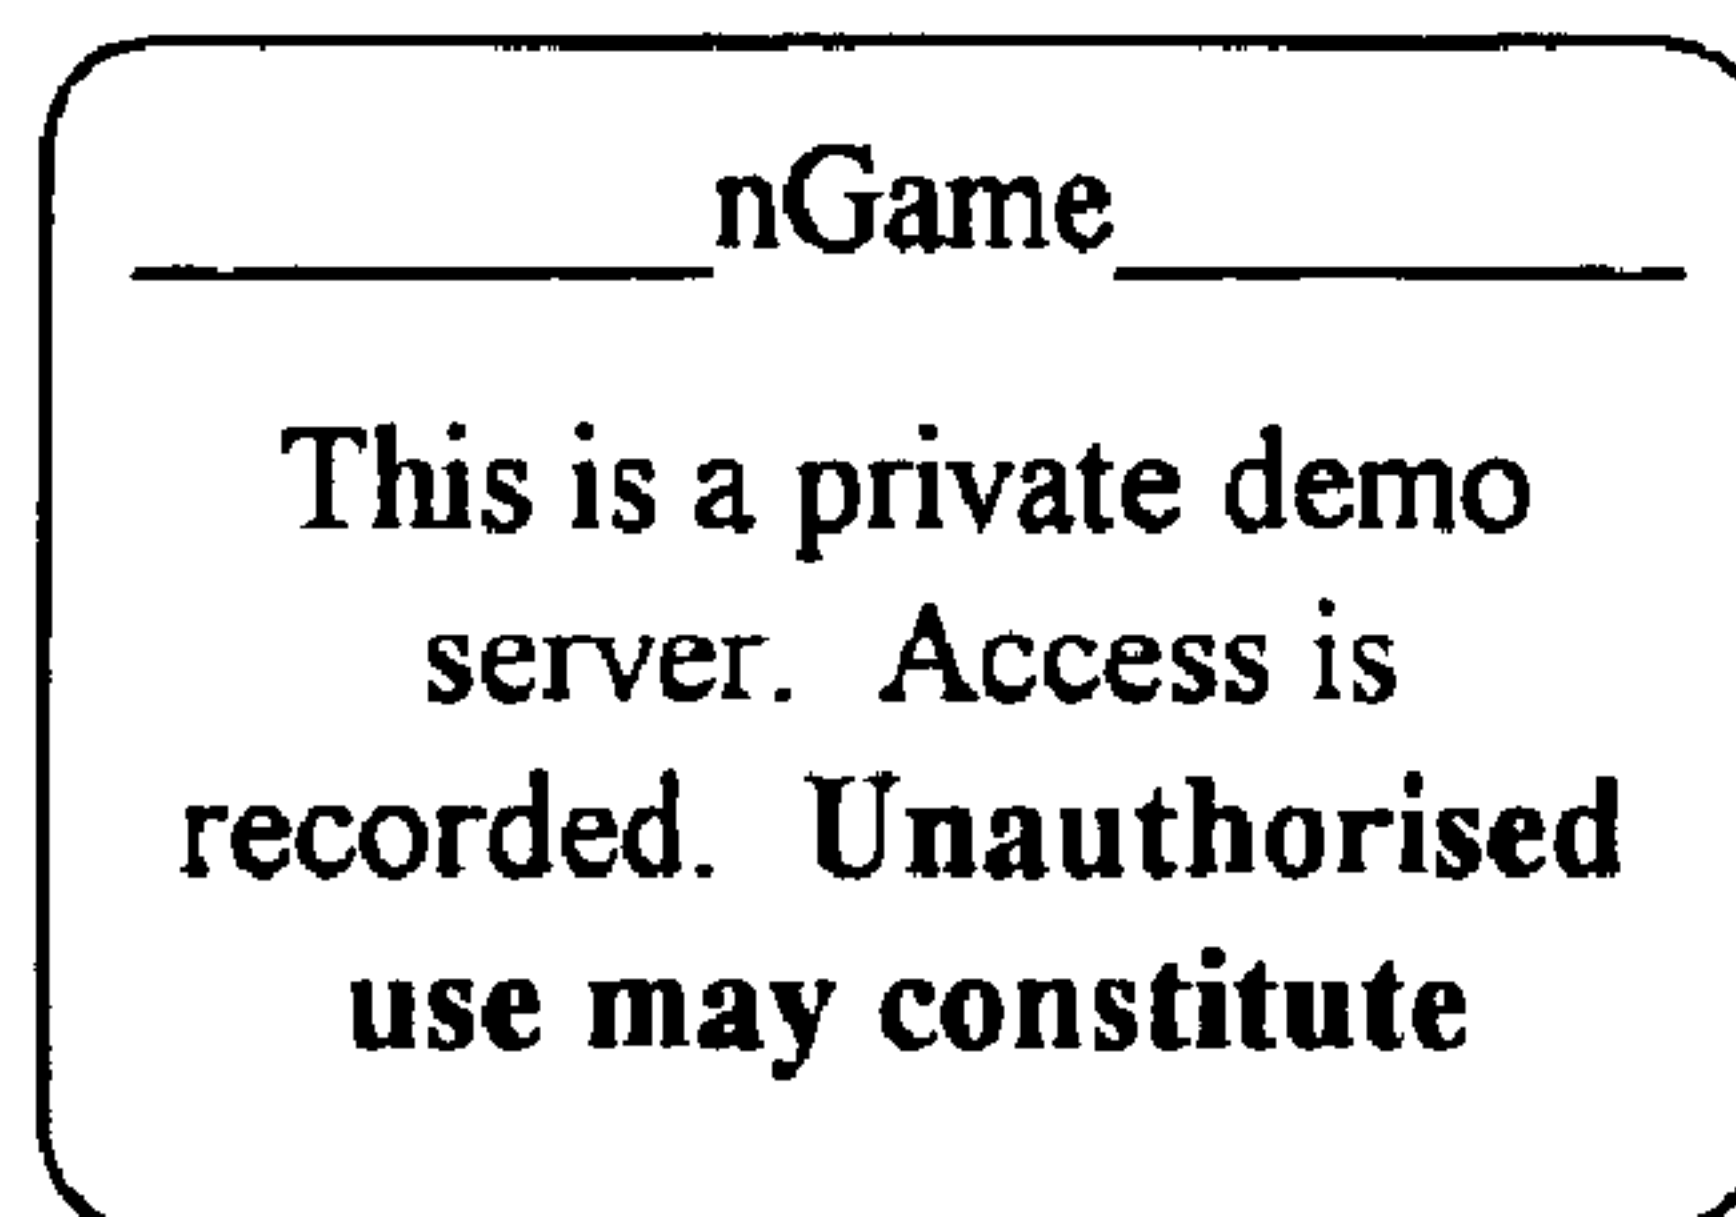 nGame
This is a private demo
server.  Access is
recorded.  Unauthorised
use may constitute